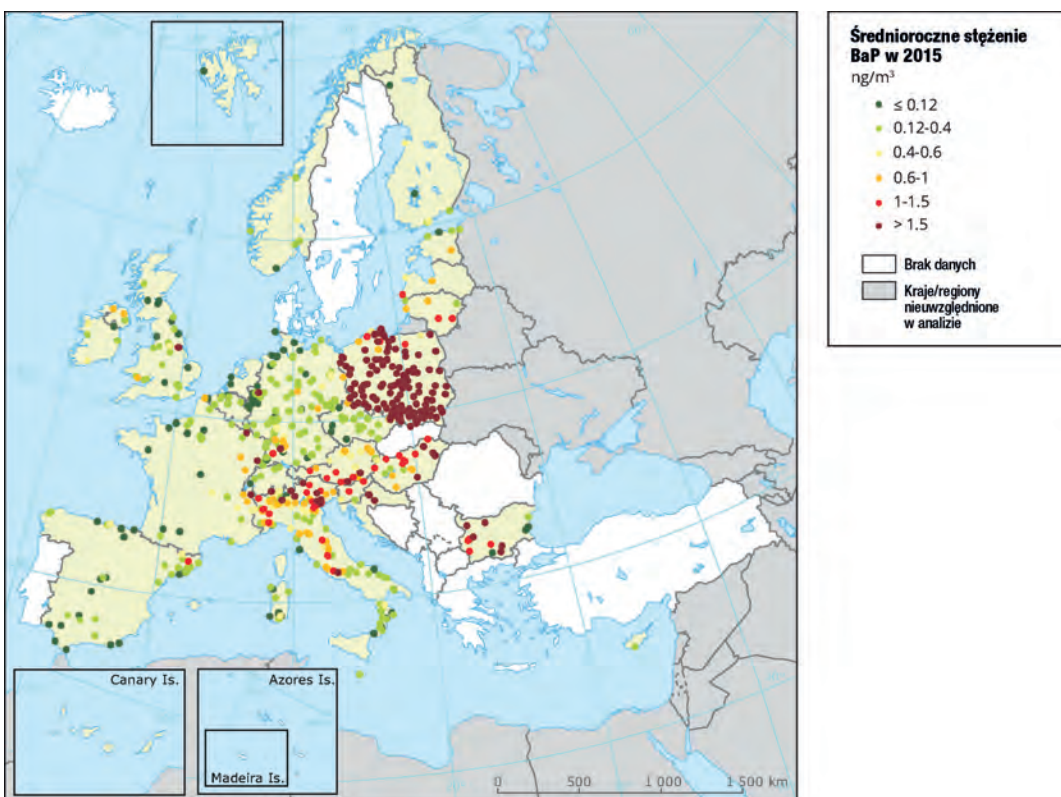 Canary Is.
Azores Is.
Madeira Is.
0 500 1 000 1 500 km
Średnioroczne stężenie
BaP w 2015
ng/m³
≤ 0.12
0.12-0.4
0.4-0.6
0.6-1
1-1.5
> 1.5
Brak danych
Kraje/regiony
nieuwzględnione
w analizie